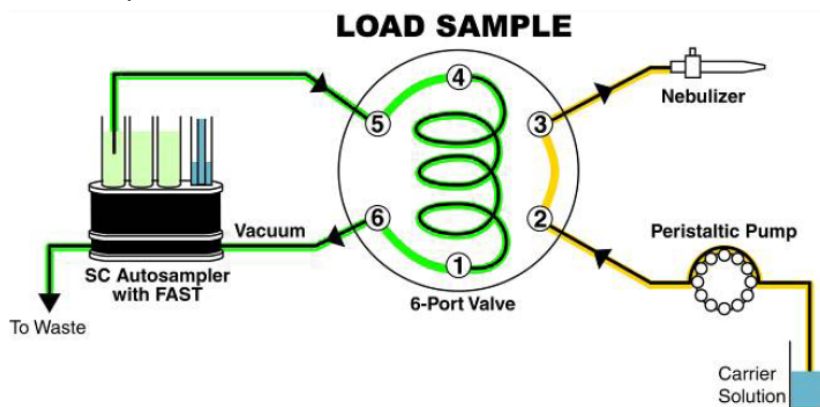 LOAD SAMPLE
4
5
3
Nebulizer
6
2
Vacuum
Peristaltic Pump
SC Autosampler
with FAST
1
6-Port Valve
To Waste
Carrier
Solution